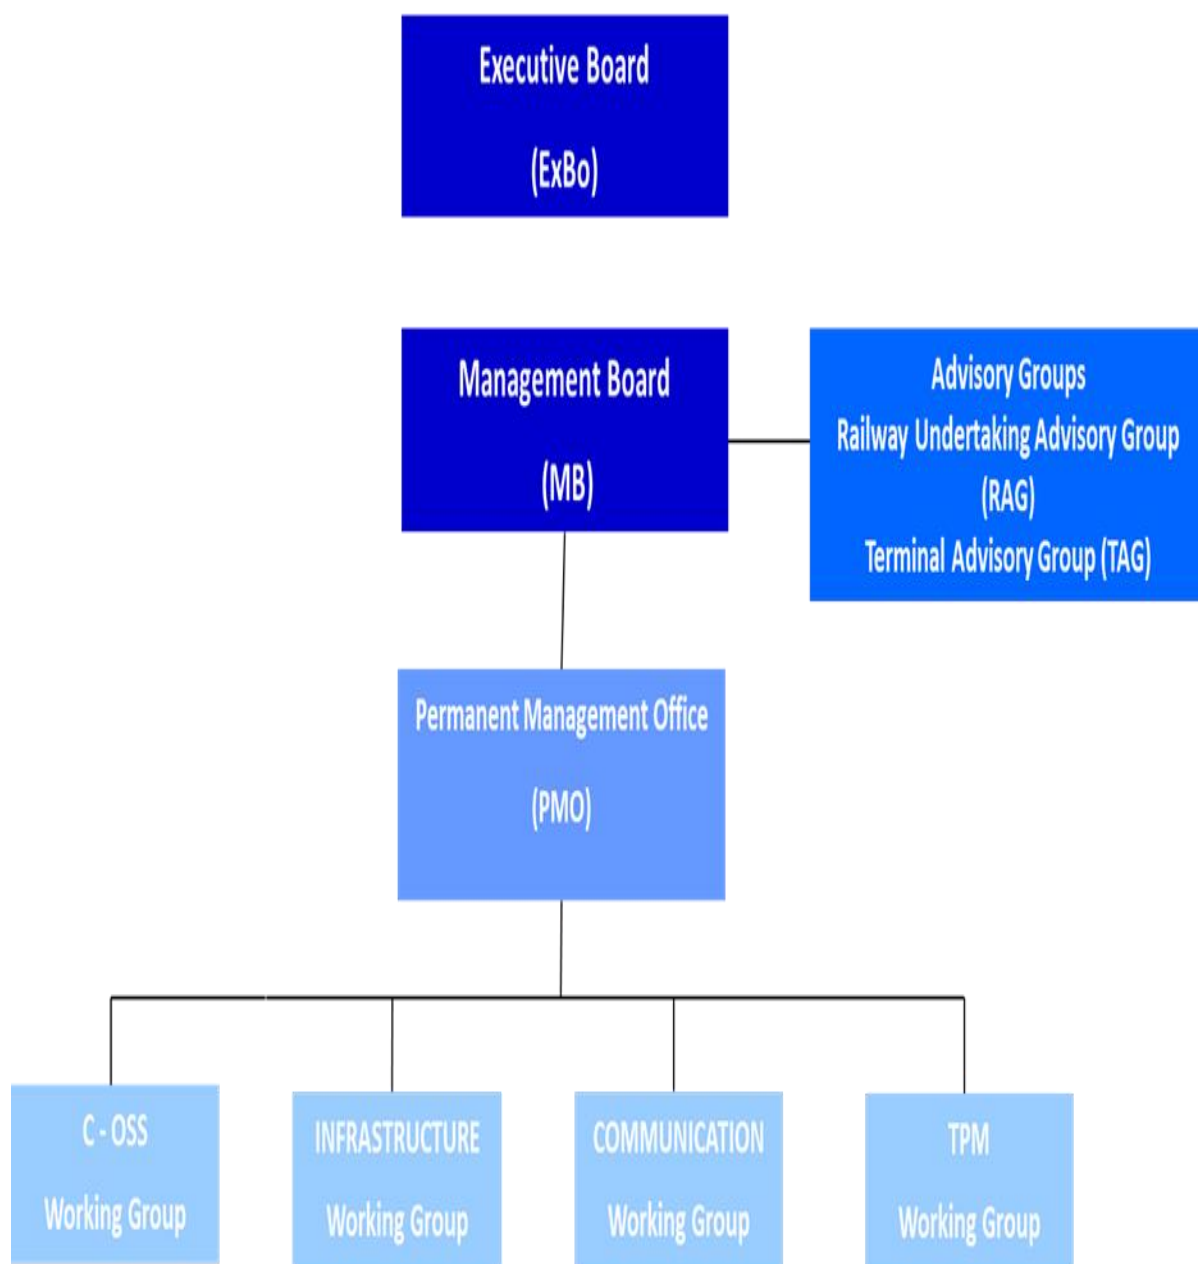 Executive Board
(ExBo)
Management Board
(MB)
Advisory Groups
Railway Undertaking Advisory Group
(RAG)
Terminal Advisory Group (TAG)
Permanent Management Office
(PMO)
C - OSS
Working Group
INFRASTRUCTURE
Working Group
COMMUNICATION
Working Group
TPM
Working Group